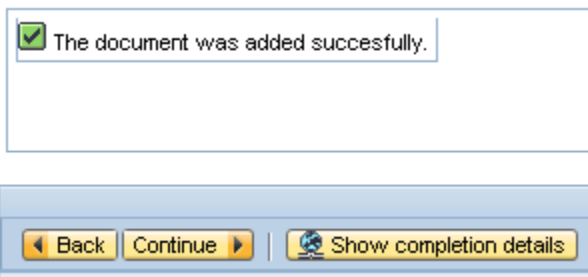 The document was added succesfully.
Back Continue Show completion details